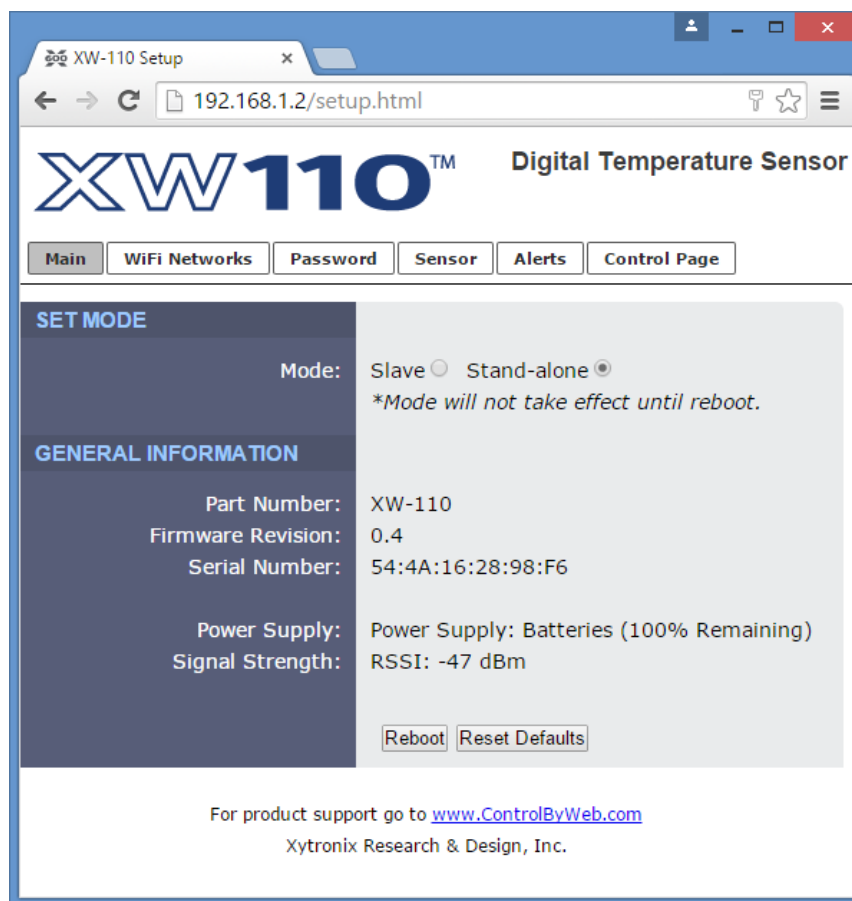 XW-110 Setup
192.168.1.2/setup.html
XW110™ Digital Temperature Sensor
Main WiFi Networks Password Sensor Alerts Control Page
SET MODE
Mode: Slave Stand-alone
*Mode will not take effect until reboot.
GENERAL INFORMATION
Part Number: XW-110
Firmware Revision: 0.4
Serial Number: 54:4A:16:28:98:F6
Power Supply: Power Supply: Batteries (100% Remaining)
Signal Strength: RSSI: -47 dBm
Reboot Reset Defaults
For product support go to www.ControlByWeb.com
Xytronix Research & Design, Inc.